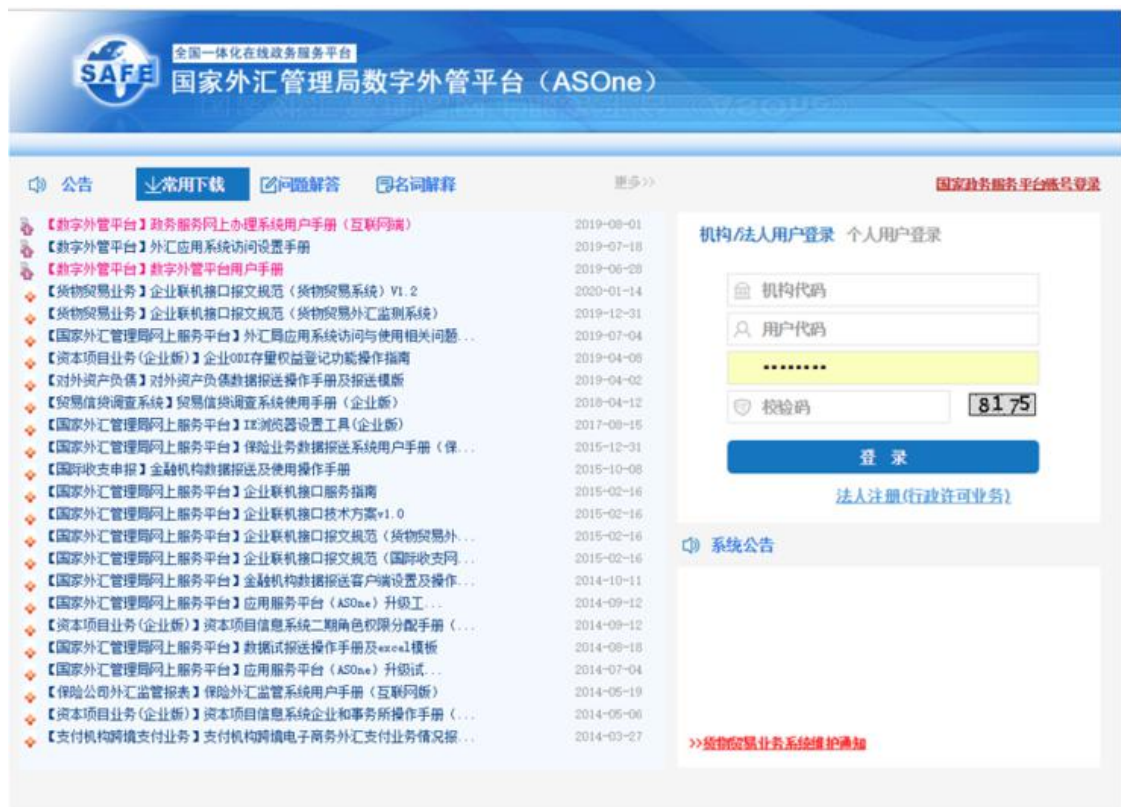 SAFE
全国一体化在线政务服务平台
国家外汇管理局数字外管平台（ASOne）
公告 常用下载 问题解答 名词解释 更多>>
国家政务服务平台账号登录
【数字外管平台】政务服务网上办理系统用户手册（互联网端） 2019-08-01
【数字外管平台】外汇应用系统访问设置手册 2019-07-18
【数字外管平台】数字外管平台用户手册 2019-06-28
【货物贸易业务】企业联机接口报文规范（货物贸易系统）V1.2 2020-01-14
【货物贸易业务】企业联机接口报文规范（货物贸易外汇监测系统） 2019-12-31
【国家外汇管理局网上服务平台】外汇局应用系统访问与使用相关问题... 2019-07-04
【资本项目业务(企业版)】企业ODI存量权益登记功能操作指南 2019-04-08
【对外资产负债】对外资产负债数据报送操作手册及报送模版 2019-04-02
【贸易信贷调查系统】贸易信贷调查系统使用手册（企业版） 2018-04-12
【国家外汇管理局网上服务平台】IE浏览器设置工具(企业版) 2017-08-15
【国家外汇管理局网上服务平台】保险业务数据报送系统用户手册（保... 2015-12-31
【国际收支申报】金融机构数据报送及使用操作手册 2015-10-08
【国家外汇管理局网上服务平台】企业联机接口服务指南 2015-02-16
【国家外汇管理局网上服务平台】企业联机接口技术方案v1.0 2015-02-16
【国家外汇管理局网上服务平台】企业联机接口报文规范（货物贸易外... 2015-02-16
【国家外汇管理局网上服务平台】企业联机接口报文规范（国际收支网... 2015-02-16
【国家外汇管理局网上服务平台】金融机构数据报送客户端设置及操作... 2014-10-11
【国家外汇管理局网上服务平台】应用服务平台（ASOne）升级工... 2014-09-12
【资本项目业务(企业版)】资本项目信息系统二期角色权限分配手册（... 2014-09-12
【国家外汇管理局网上服务平台】数据试报送操作手册及excel模板 2014-08-18
【国家外汇管理局网上服务平台】应用服务平台（ASOne）升级试... 2014-07-04
【保险公司外汇监管报表】保险外汇监管系统用户手册（互联网版） 2014-05-19
【资本项目业务(企业版)】资本项目信息系统企业和事务所操作手册（... 2014-05-06
【支付机构跨境支付业务】支付机构跨境电子商务外汇支付业务情况报... 2014-03-27
机构/法人用户登录 个人用户登录
机构代码
用户代码
••••••••
校验码 8175
登 录
法人注册(行政许可业务)
系统公告
>>货物贸易业务系统维护通知